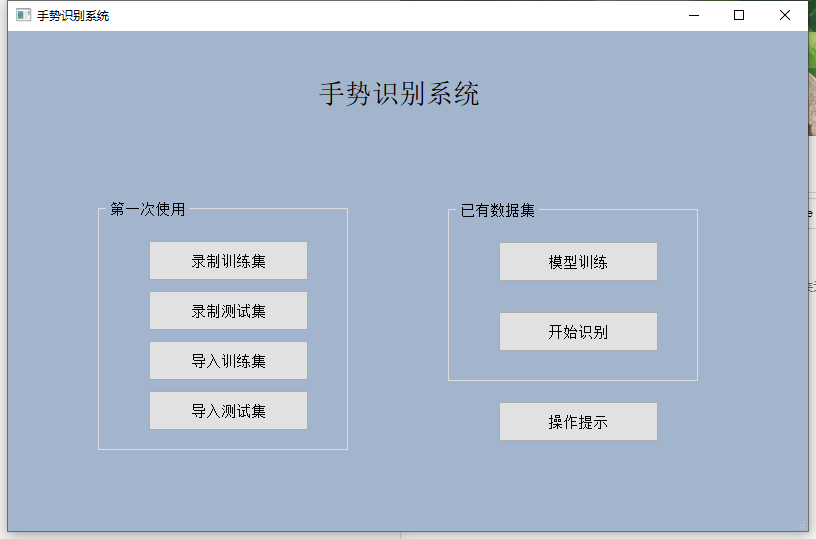 手势识别系统
手势识别系统
第一次使用
录制训练集
录制测试集
导入训练集
导入测试集
已有数据集
模型训练
开始识别
操作提示